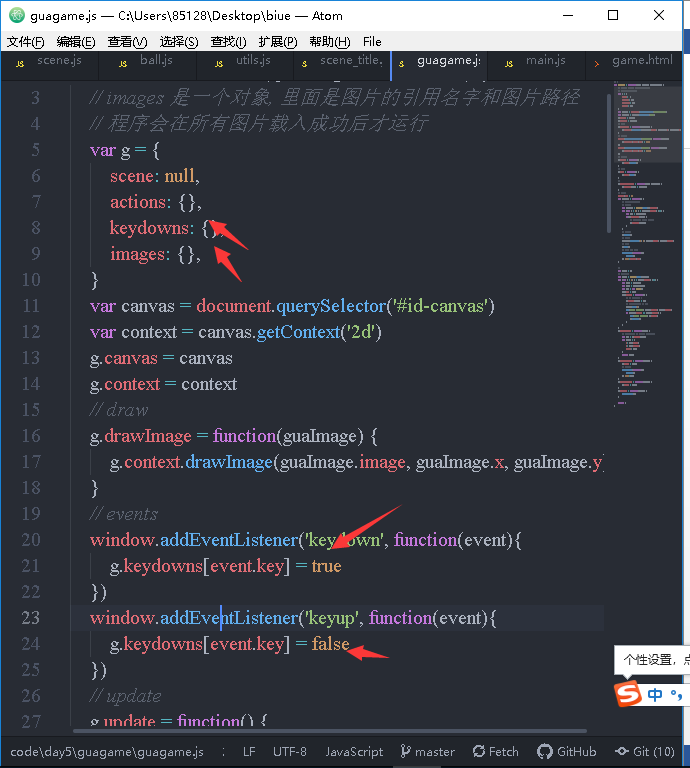 guagame.js — C:\Users\85128\Desktop\biue — Atom
文件(F) 编辑(E) 查看(V) 选择(S) 查找(I) 扩展(P) 帮助(H) File
scene.js ball.js utils.js scene_title. guagame.js main.js game.html
3 // images 是一个对象, 里面是图片的引用名字和图片路径
4 // 程序会在所有图片载入成功后才运行
5 var g = {
6 scene: null,
7 actions: {},
8 keydowns: {},
9 images: {},
10 }
11 var canvas = document.querySelector('#id-canvas')
12 var context = canvas.getContext('2d')
13 g.canvas = canvas
14 g.context = context
15 // draw
16 g.drawImage = function(guaImage) {
17 g.context.drawImage(guaImage.image, guaImage.x, guaImage.y)
18 }
19 // events
20 window.addEventListener('keydown', function(event){
21 g.keydowns[event.key] = true
22 })
23 window.addEventListener('keyup', function(event){
24 g.keydowns[event.key] = false
25 })
26 // update
27 g.update = function() {
个性设置，点
S 中 °,
code\day5\guagame\guagame.js LF UTF-8 JavaScript master Fetch GitHub Git (10)